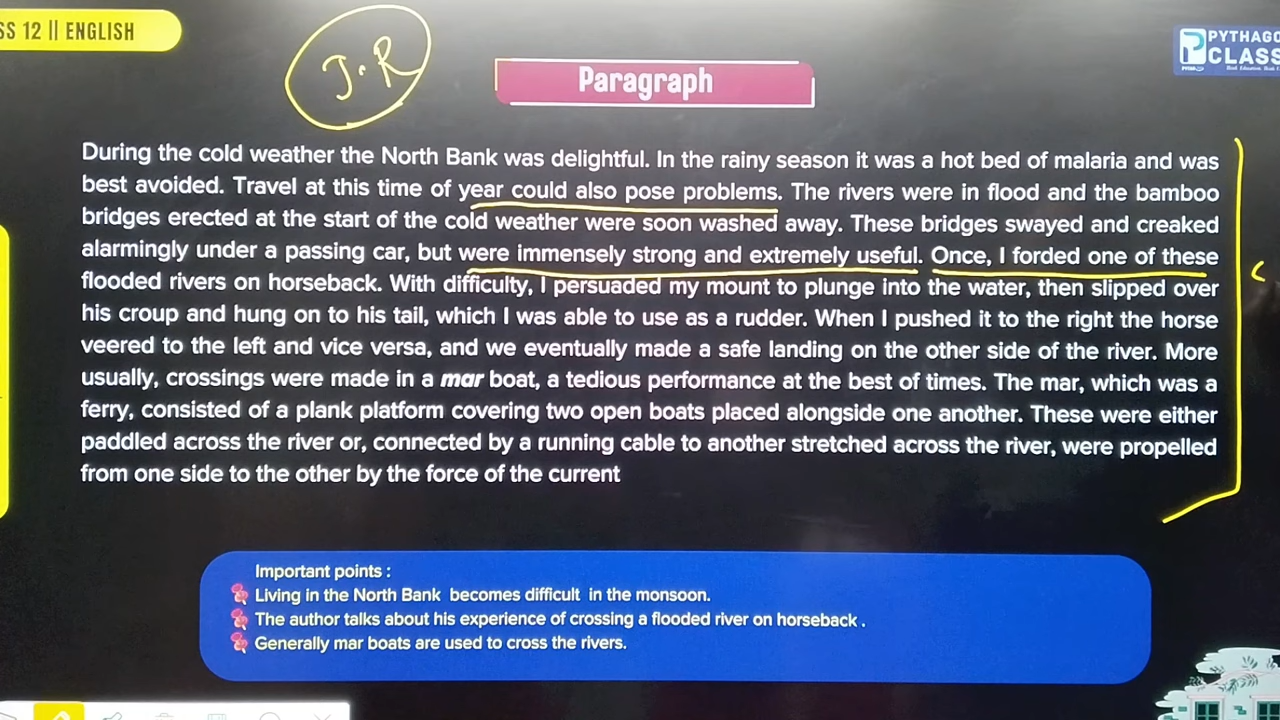 SS 12 || ENGLISH
J.R
PYTHAGO
CLASS
Paragraph
During the cold weather the North Bank was delightful. In the rainy season it was a hot bed of malaria and was
best avoided. Travel at this time of year could also pose problems. The rivers were in flood and the bamboo
bridges erected at the start of the cold weather were soon washed away. These bridges swayed and creaked
alarmingly under a passing car, but were immensely strong and extremely useful. Once, I forded one of these
flooded rivers on horseback. With difficulty, I persuaded my mount to plunge into the water, then slipped over
his croup and hung on to his tail, which I was able to use as a rudder. When I pushed it to the right the horse
veered to the left and vice versa, and we eventually made a safe landing on the other side of the river. More
usually, crossings were made in a mar boat, a tedious performance at the best of times. The mar, which was a
ferry, consisted of a plank platform covering two open boats placed alongside one another. These were either
paddled across the river or, connected by a running cable to another stretched across the river, were propelled
from one side to the other by the force of the current
Important points :
Living in the North Bank becomes difficult in the monsoon.
The author talks about his experience of crossing a flooded river on horseback .
Generally mar boats are used to cross the rivers.